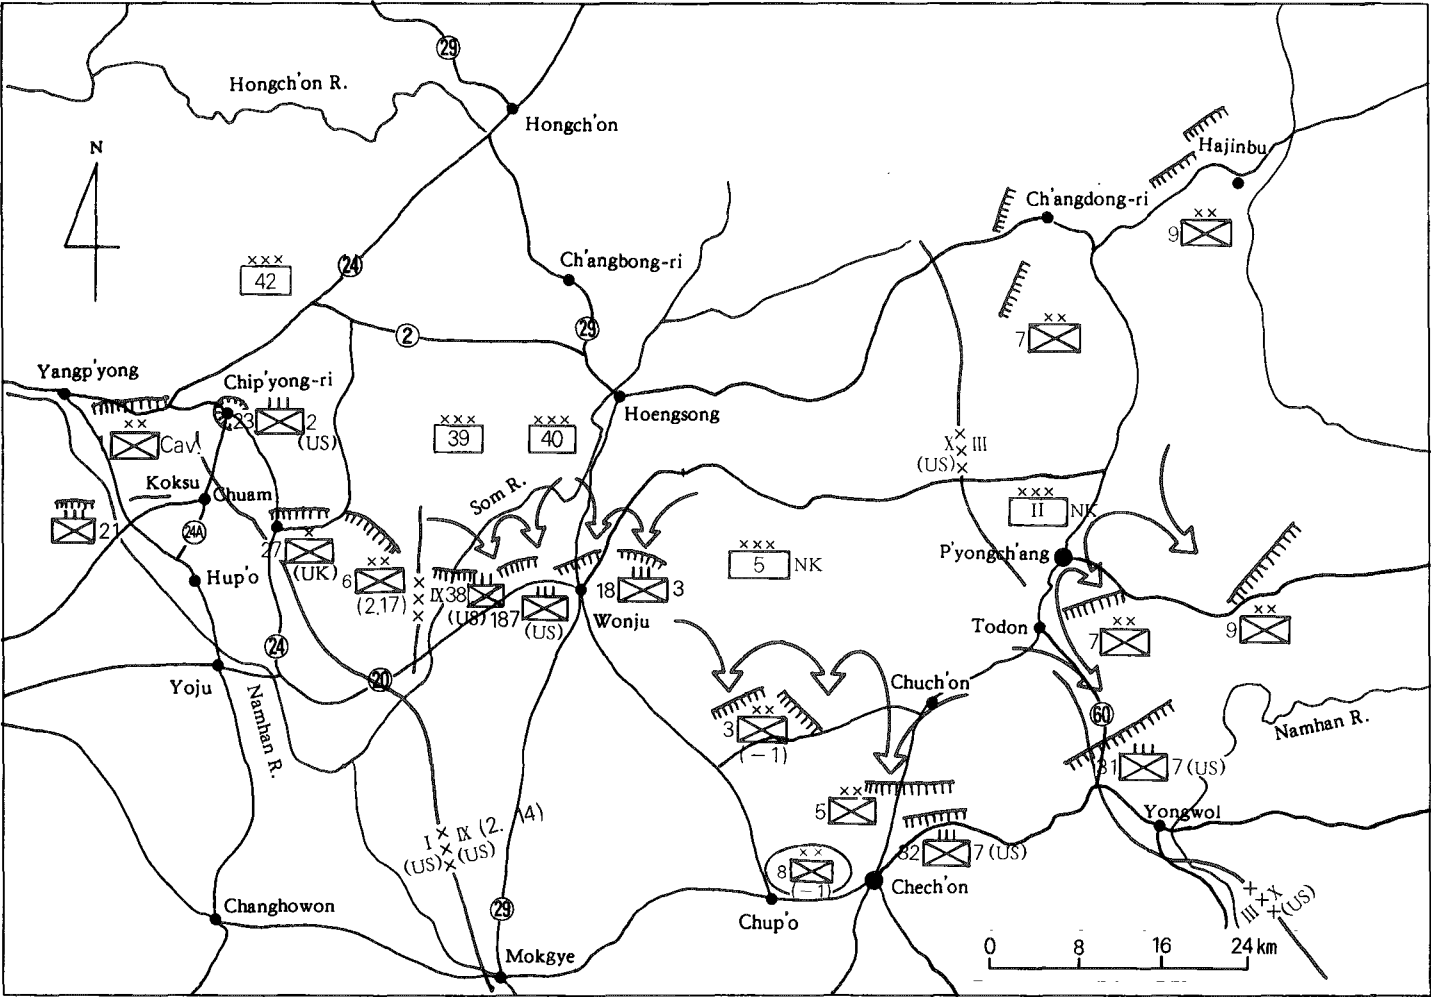 29
Hongch'on R.
Hongch'on
N
Hajinbu
Ch'angdong-ri
××
9
Ch'angbong-ri
×××
42
24
2
29
××
7
Yangp'yong
Chip'yong-ri
23
2
(US)
Hoengsong
××
Cav.
×××
39
×××
40
× III
(US)
Koksu
Chuam
Som R.
×××
II NK
21
24A
27
×
(UK)
P'yongch'ang
×××
5 NK
Hup'o
××
6
(2,17)
×
×
×
IX
38
(US)
187
(US)
18
3
Wonju
Todon
××
7
××
9
24
20
Yoju
Namhan R.
Chuch'on
××
3
(−1)
60
Namhan R.
31
7 (US)
××
5
Yongwol
I × IX (2. 14)
(US) × (US)
××
8
(−1)
32
7 (US)
Chech'on
×××
III (US)
Changhowon
29
Chup'o
Mokgye
0 8 16 24 km